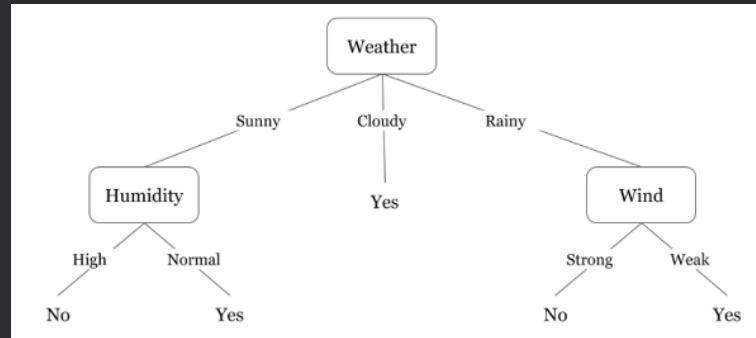 Weather
Sunny Cloudy Rainy
Humidity Yes Wind
High Normal Strong Weak
No Yes No Yes